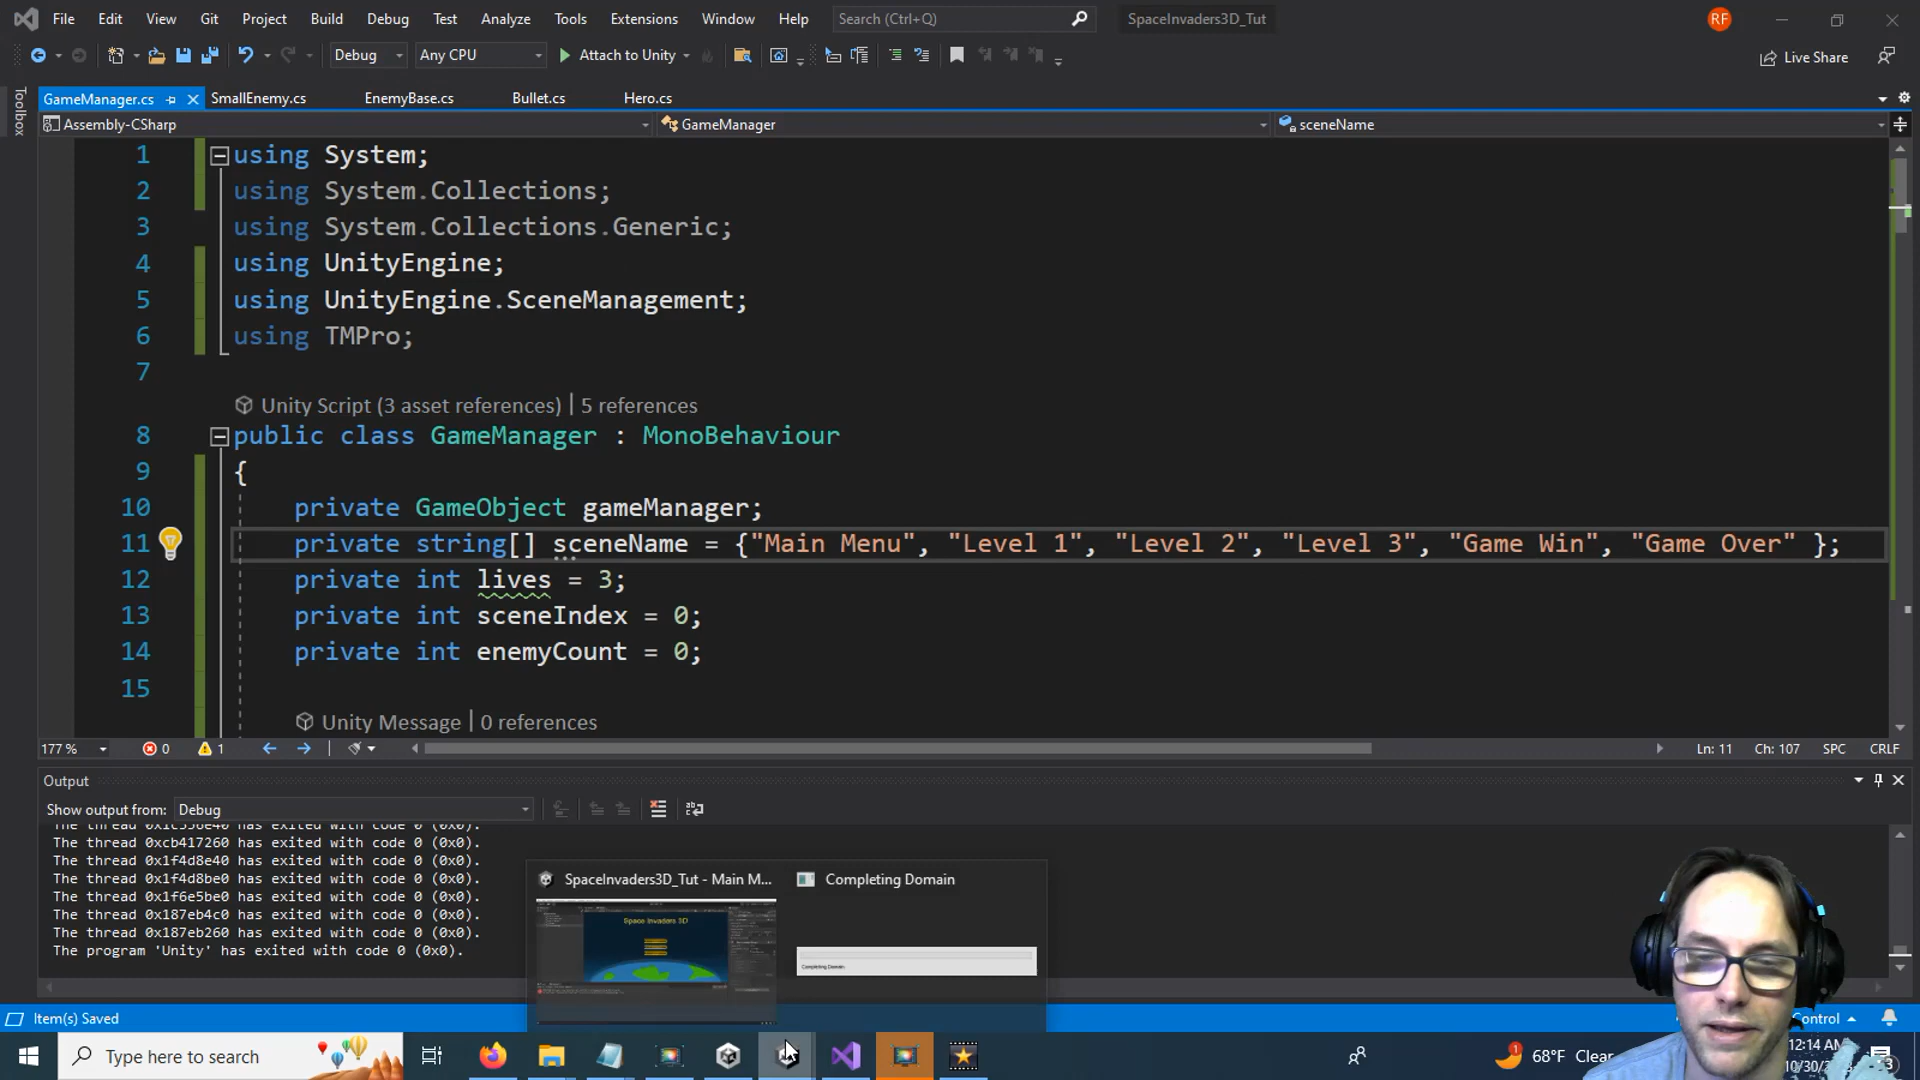 File Edit View Git Project Build Debug Test Analyze Tools Extensions Window Help Search (Ctrl+Q) SpaceInvaders3D_Tut RF
Debug Any CPU Attach to Unity Live Share
Toolbox
GameManager.cs SmallEnemy.cs EnemyBase.cs Bullet.cs Hero.cs
Assembly-CSharp GameManager sceneName
1 using System;
2 using System.Collections;
3 using System.Collections.Generic;
4 using UnityEngine;
5 using UnityEngine.SceneManagement;
6 using TMPro;
7
Unity Script (3 asset references) | 5 references
8 public class GameManager : MonoBehaviour
9 {
10 private GameObject gameManager;
11 private string[] sceneName = {"Main Menu", "Level 1", "Level 2", "Level 3", "Game Win", "Game Over" };
12 private int lives = 3;
13 private int sceneIndex = 0;
14 private int enemyCount = 0;
15
Unity Message | 0 references
177 % 0 1 Ln: 11 Ch: 107 SPC CRLF
Output
Show output from: Debug
The thread 0x1c556e40 has exited with code 0 (0x0).
The thread 0xcb417260 has exited with code 0 (0x0).
The thread 0x1f4d8e40 has exited with code 0 (0x0).
The thread 0x1f4d8be0 has exited with code 0 (0x0).
The thread 0x1f6e5be0 has exited with code 0 (0x0).
The thread 0x187eb4c0 has exited with code 0 (0x0).
The thread 0x187eb260 has exited with code 0 (0x0).
The program 'Unity' has exited with code 0 (0x0).
SpaceInvaders3D_Tut - Main M... Completing Domain
Space Invaders 3D
Completing Domain
Item(s) Saved Control
Type here to search 68°F Clear 12:14 AM
10/30/2